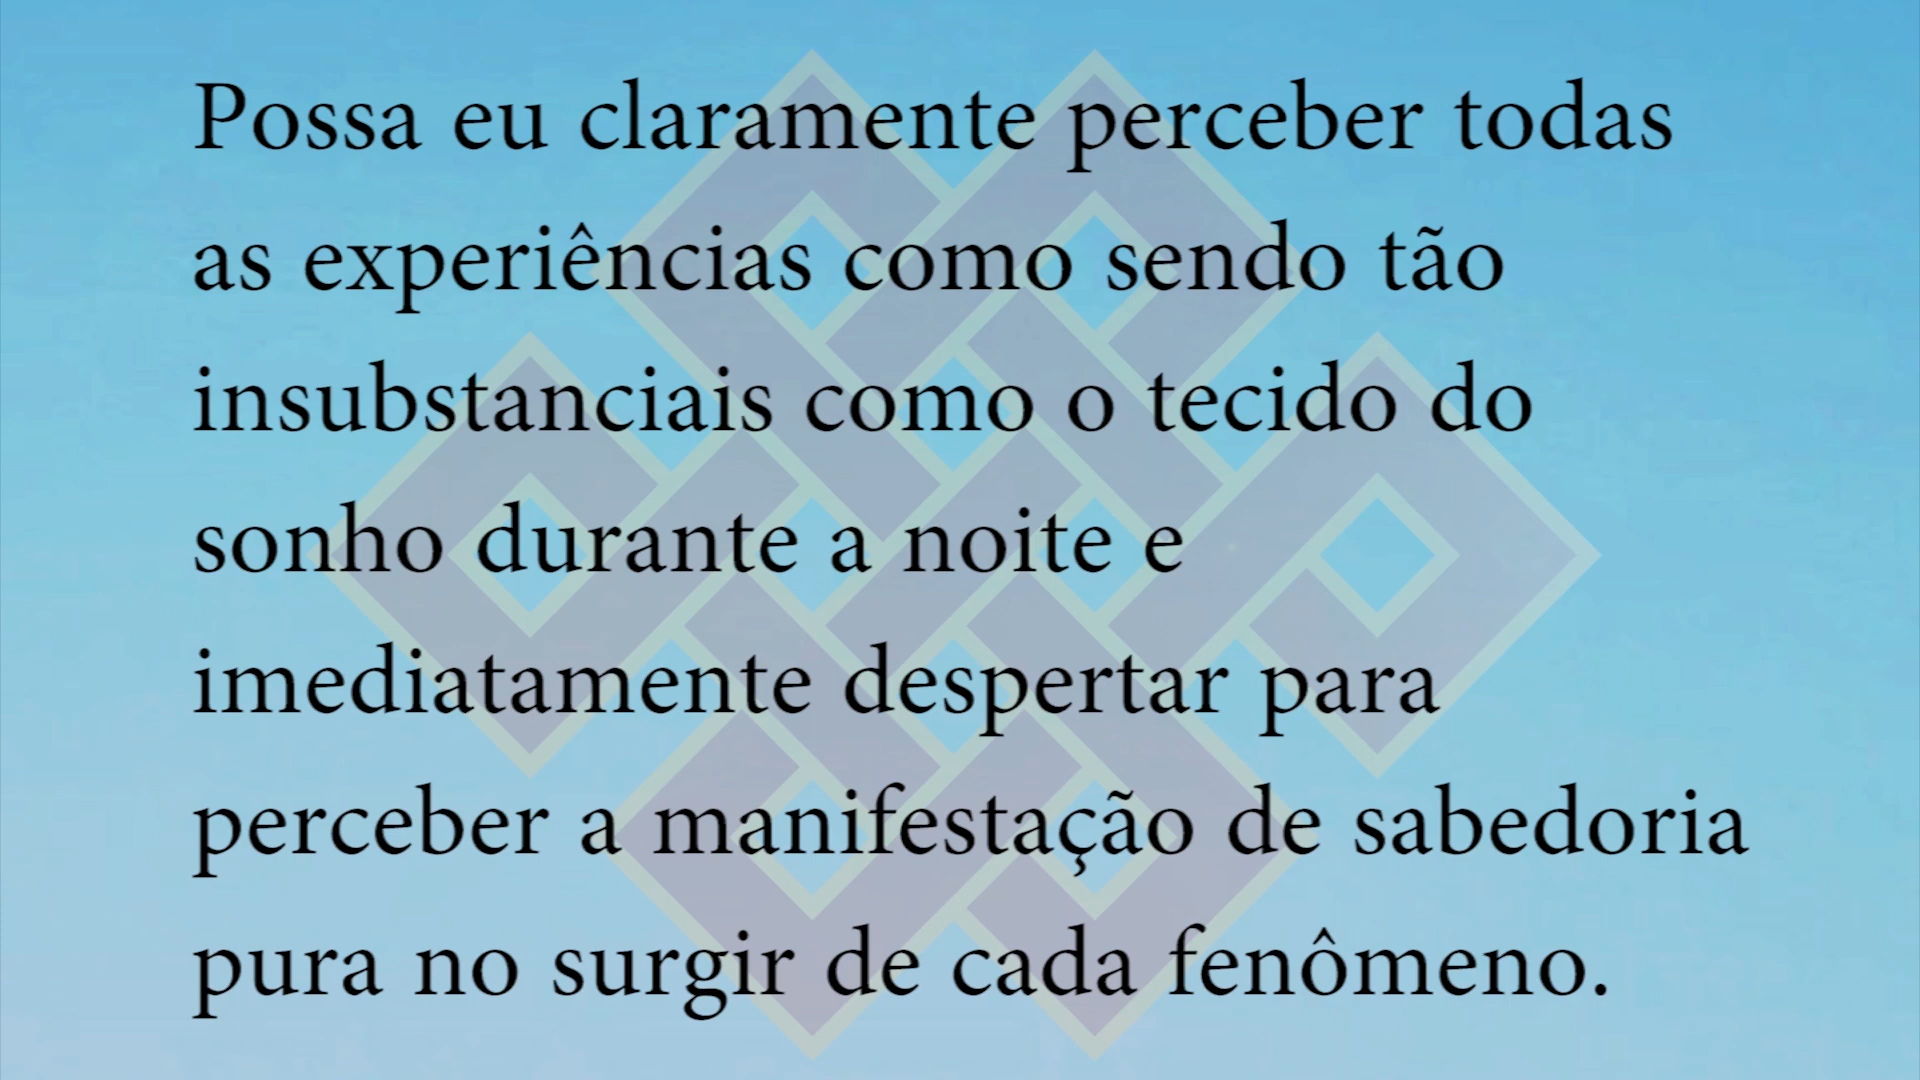 Possa eu claramente perceber todas
as experiências como sendo tão
insubstanciais como o tecido do
sonho durante a noite e
imediatamente despertar para
perceber a manifestação de sabedoria
pura no surgir de cada fenômeno.